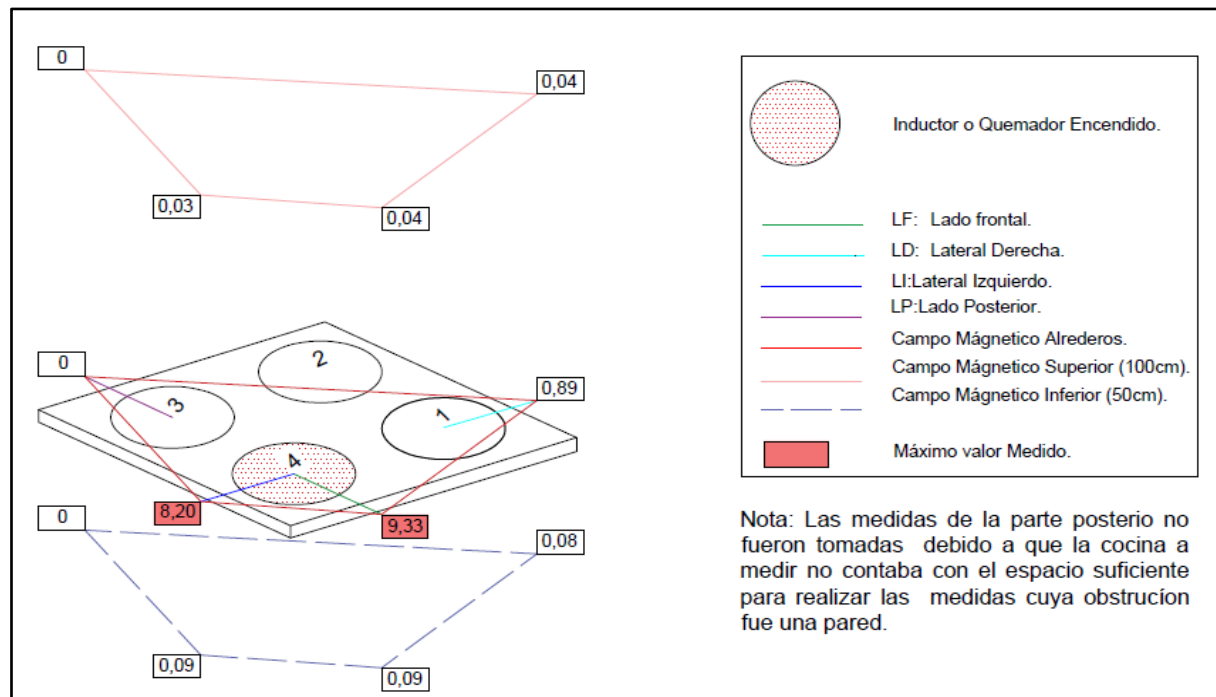 0
0,04
0,03
0,04
0
2
3
1
0,89
4
8,20
9,33
0
0,08
0,09
0,09
Inductor o Quemador Encendido.
LF: Lado frontal.
LD: Lateral Derecha.
LI:Lateral Izquierdo.
LP:Lado Posterior.
Campo Mágnetico Alrederos.
Campo Mágnetico Superior (100cm).
Campo Mágnetico Inferior (50cm).
Máximo valor Medido.
Nota: Las medidas de la parte posterio no
fueron tomadas debido a que la cocina a
medir no contaba con el espacio suficiente
para realizar las medidas cuya obstrucíon
fue una pared.